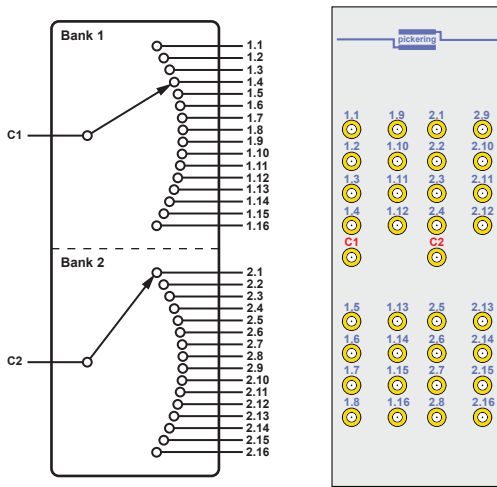 Bank 1
1.1
1.2
1.3
1.4
1.5
1.6
1.7
1.8
1.9
1.10
1.11
1.12
1.13
1.14
1.15
1.16
C1
Bank 2
2.1
2.2
2.3
2.4
2.5
2.6
2.7
2.8
2.9
2.10
2.11
2.12
2.13
2.14
2.15
2.16
C2
pickering
1.1 1.9 2.1 2.9
1.2 1.10 2.2 2.10
1.3 1.11 2.3 2.11
1.4 1.12 2.4 2.12
C1 C2
1.5 1.13 2.5 2.13
1.6 1.14 2.6 2.14
1.7 1.15 2.7 2.15
1.8 1.16 2.8 2.16